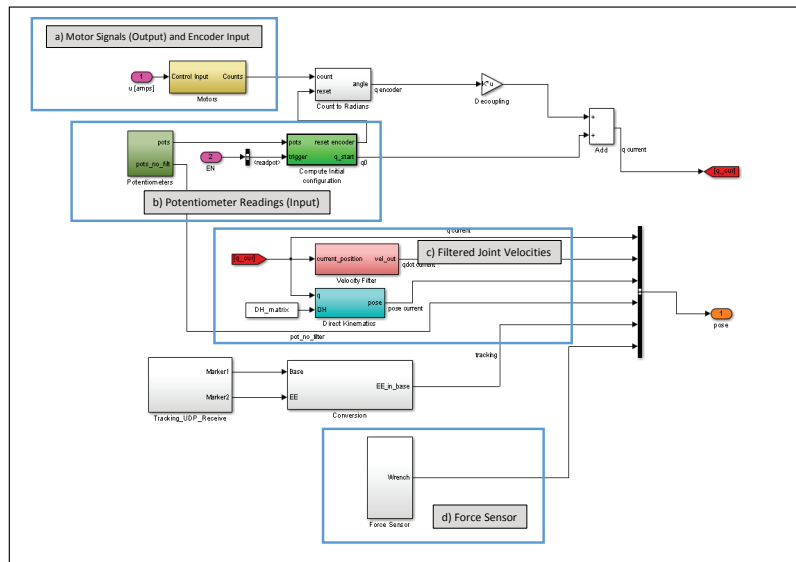 a) Motor Signals (Output) and Encoder Input
1
u [amps]
Control Input
Counts
Motors
count
reset
angle
Count to Radians
q encoder
K*u
Decoupling
+
+
Add
q current
[q_cur]
pots
pots_no_filt
Potentiometers
2
EN
<readpot>
pots
trigger
reset encoder
q_start
Compute Initial
configuration
q0
b) Potentiometer Readings (Input)
q current
[q_cur]
current_position
vel_out
Velocity Filter
qdot current
c) Filtered Joint Velocities
DH_matrix
q
DH
pose
Direct Kinematics
pose current
pot_no_filter
1
pose
tracking
Marker1
Marker2
Tracking_UDP_Receive
Base
EE
EE_in_base
Conversion
Wrench
Force Sensor
d) Force Sensor